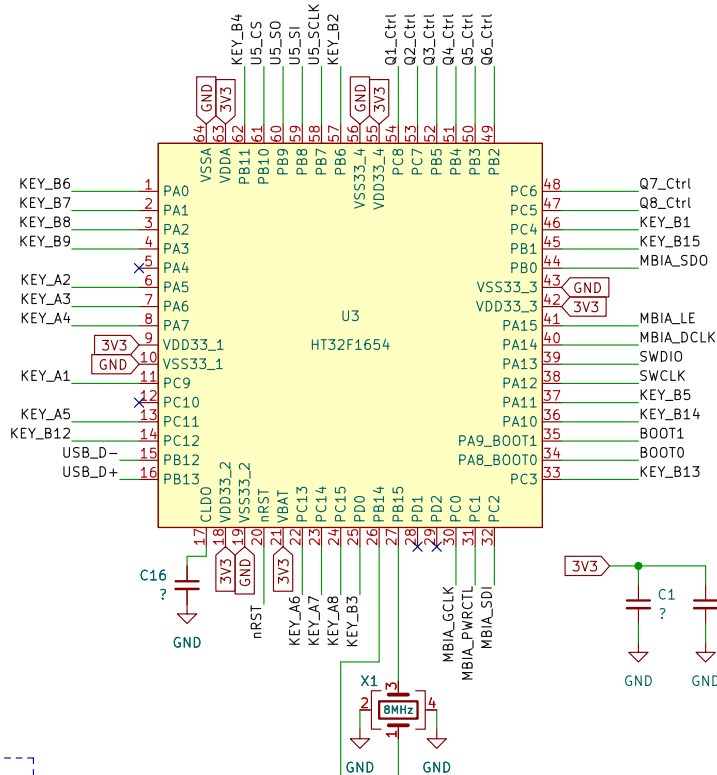 KEY_B4
U5_CS
U5_SO
U5_SI
U5_SCLK
KEY_B2
Q1_Ctrl
Q2_Ctrl
Q3_Ctrl
Q4_Ctrl
Q5_Ctrl
Q6_Ctrl
GND
3V3
GND
3V3
64
63
62
61
60
59
58
57
56
55
54
53
52
51
50
49
VSSA
VDDA
PB11
PB10
PB9
PB8
PB7
PB6
VSS33_4
VDD33_4
PC8
PC7
PB5
PB4
PB3
PB2
KEY_B6 1 PA0
KEY_B7 2 PA1
KEY_B8 3 PA2
KEY_B9 4 PA3
5 PA4
KEY_A2 6 PA5
KEY_A3 7 PA6
KEY_A4 8 PA7
3V3 9 VDD33_1
GND 10 VSS33_1
KEY_A1 11 PC9
12 PC10
KEY_A5 13 PC11
KEY_B12 14 PC12
USB_D- 15 PB12
USB_D+ 16 PB13
U3
HT32F1654
PC6 48 Q7_Ctrl
PC5 47 Q8_Ctrl
PC4 46 KEY_B1
PB1 45 KEY_B15
PB0 44 MBIA_SDO
VSS33_3 43 GND
VDD33_3 42 3V3
PA15 41 MBIA_LE
PA14 40 MBIA_DCLK
PA13 39 SWDIO
PA12 38 SWCLK
PA11 37 KEY_B5
PA10 36 KEY_B14
PA9_BOOT1 35 BOOT1
PA8_BOOT0 34 BOOT0
PC3 33 KEY_B13
CLDO
VDD33_2
VSS33_2
nRST
VBAT
PC13
PC14
PC15
PD0
PB14
PB15
PD1
PD2
PC0
PC1
PC2
17
18
19
20
21
22
23
24
25
26
27
28
29
30
31
32
3V3
GND
nRST
3V3
KEY_A6
KEY_A7
KEY_A8
KEY_B3
MBIA_GCLK
MBIA_PWRCTL
MBIA_SDI
C16
?
GND
3V3
C1
?
GND
GND
X1
3
2
8MHz
4
1
GND
GND